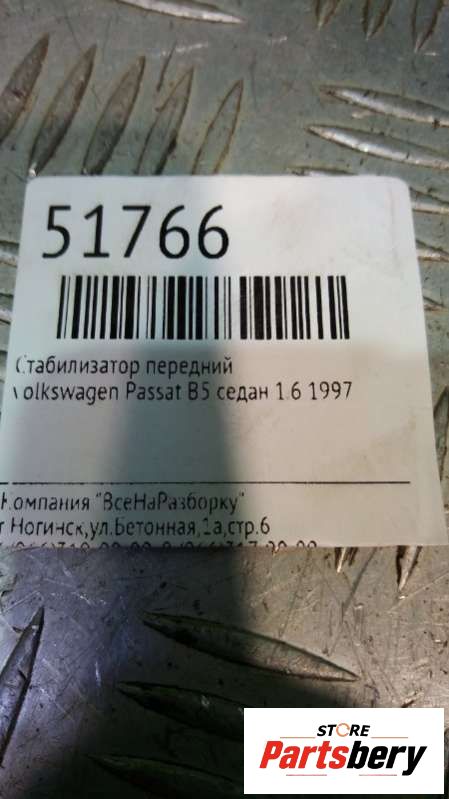 51766
Стабилизатор передний
Volkswagen Passat B5 седан 1.6 1997
Компания "ВсеНаРазборку"
г.Ногинск,ул.Бетонная,1а,стр.6
STORE
Partsbery